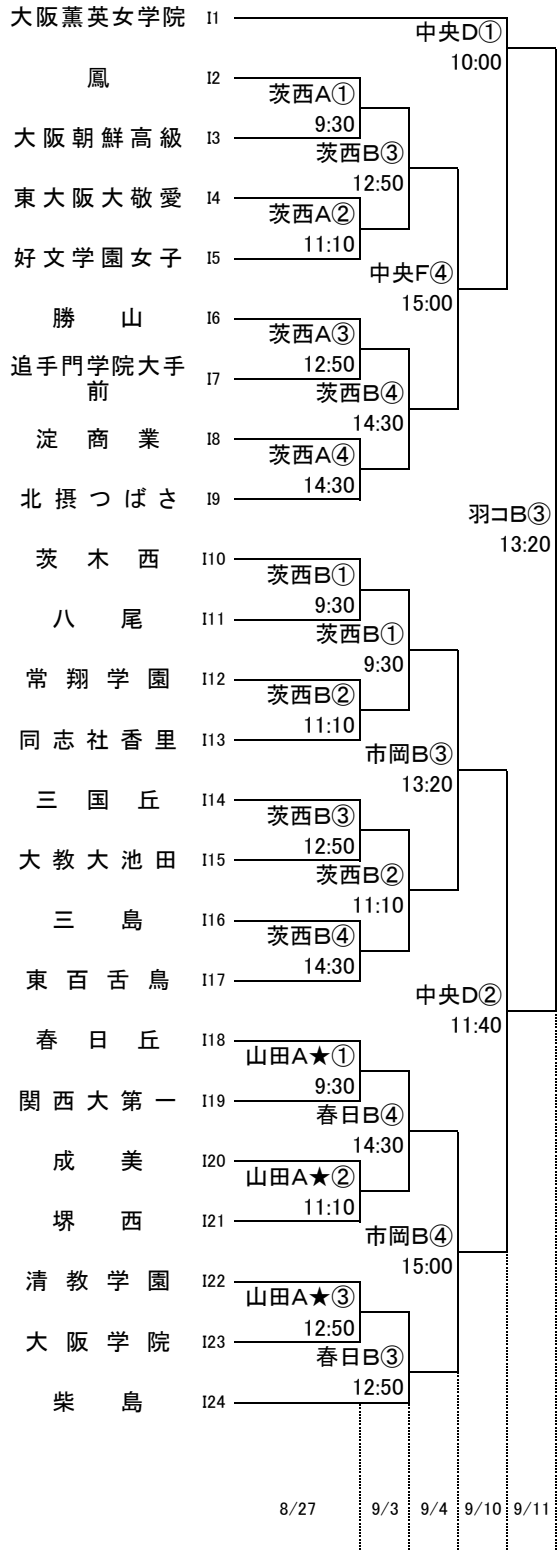 大阪薫英女学院 I1
中央D①
10:00
鳳 I2
茨西A①
9:30
大阪朝鮮高級 I3
茨西B③
12:50
東大阪大敬愛 I4
茨西A②
11:10
好文学園女子 I5
中央F④
15:00
勝山 I6
茨西A③
12:50
追手門学院大手
前 I7
茨西B④
14:30
淀商業 I8
茨西A④
14:30
北摂つばさ I9
羽コB③
13:20
茨木西 I10
茨西B①
9:30
八尾 I11
茨西B①
9:30
常翔学園 I12
茨西B②
11:10
同志社香里 I13
市岡B③
13:20
三国丘 I14
茨西B③
12:50
大教大池田 I15
茨西B②
11:10
三島 I16
茨西B④
14:30
東百舌鳥 I17
中央D②
11:40
春日丘 I18
山田A★①
9:30
関西大第一 I19
春日B④
14:30
成美 I20
山田A★②
11:10
堺西 I21
市岡B④
15:00
清教学園 I22
山田A★③
12:50
大阪学院 I23
春日B③
12:50
柴島 I24
8/27 9/3 9/4 9/10 9/11